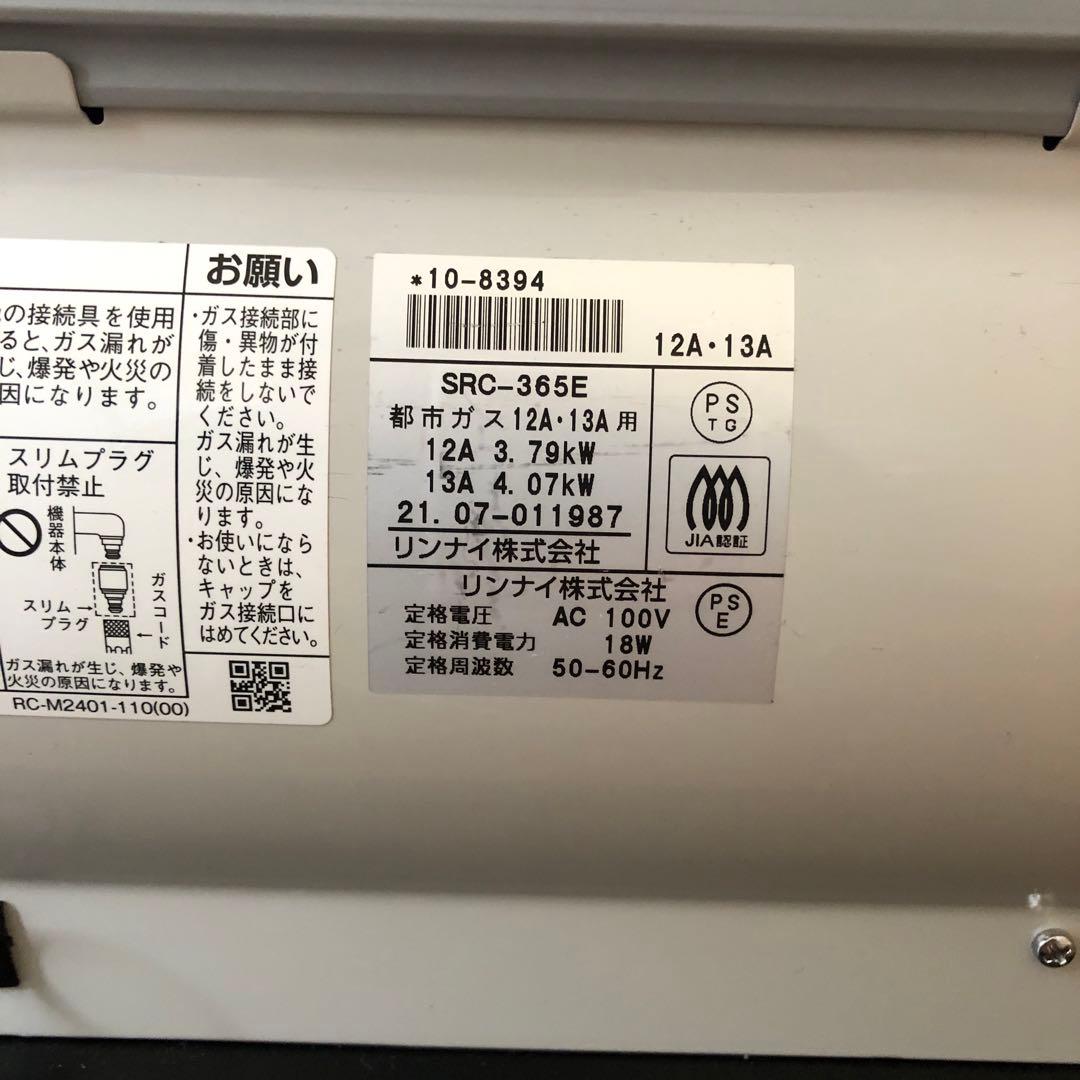 の接続具を使用
ると、ガス漏れが
じ、爆発や火災の
因になります。
スリムプラグ
取付禁止
機器本体
ガスコード
スリム
プラグ
ガス漏れが生じ、爆発や
火災の原因になります。
RC-M2401-110(00)
お願い
・ガス接続部に
傷・異物が付
着したまま接
続をしないで
ください。
ガス漏れが生
じ、爆発や火
災の原因にな
ります。
・お使いになら
ないときは、
キャップを
ガス接続口に
はめてください。
*10-8394
12A・13A
SRC-365E
都市ガス12A・13A用
12A 3.79kW
13A 4.07kW
21.07-011987
リンナイ株式会社
PS
TG
JIA認証
リンナイ株式会社
定格電圧 AC 100V
定格消費電力 18W
定格周波数 50-60Hz
PS
E